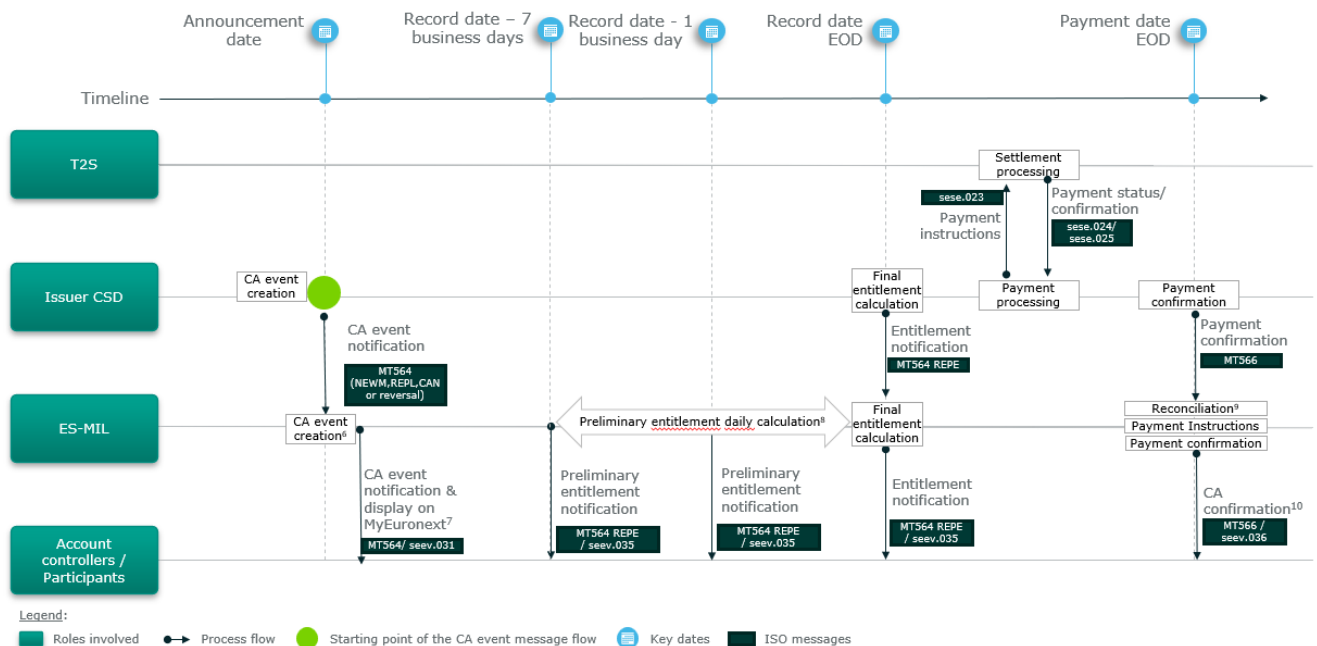 Announcement
date
Record date – 7
business days
Record date - 1
business day
Record date
EOD
Payment date
EOD
Timeline
T2S
Settlement
processing
sese.023
Payment
instructions
Payment status/
confirmation
sese.024/
sese.025
Issuer CSD
CA event
creation
Final
entitlement
calculation
Payment
processing
Payment
confirmation
CA event
notification
MT564
(NEWM,REPL,CAN
or reversal)
Entitlement
notification
MT564 REPE
Payment
confirmation
MT566
ES-MIL
CA event
creation⁶
Preliminary entitlement daily calculation⁸
Final
entitlement
calculation
Reconciliation⁹
Payment Instructions
Payment confirmation
CA event
notification &
display on
MyEuronext⁷
MT564/ seev.031
Preliminary
entitlement
notification
MT564 REPE
/ seev.035
Preliminary
entitlement
notification
MT564 REPE
/ seev.035
Entitlement
notification
MT564 REPE
/ seev.035
CA
confirmation¹⁰
MT566 /
seev.036
Account
controllers /
Participants
Legend:
Roles involved
Process flow
Starting point of the CA event message flow
Key dates
ISO messages